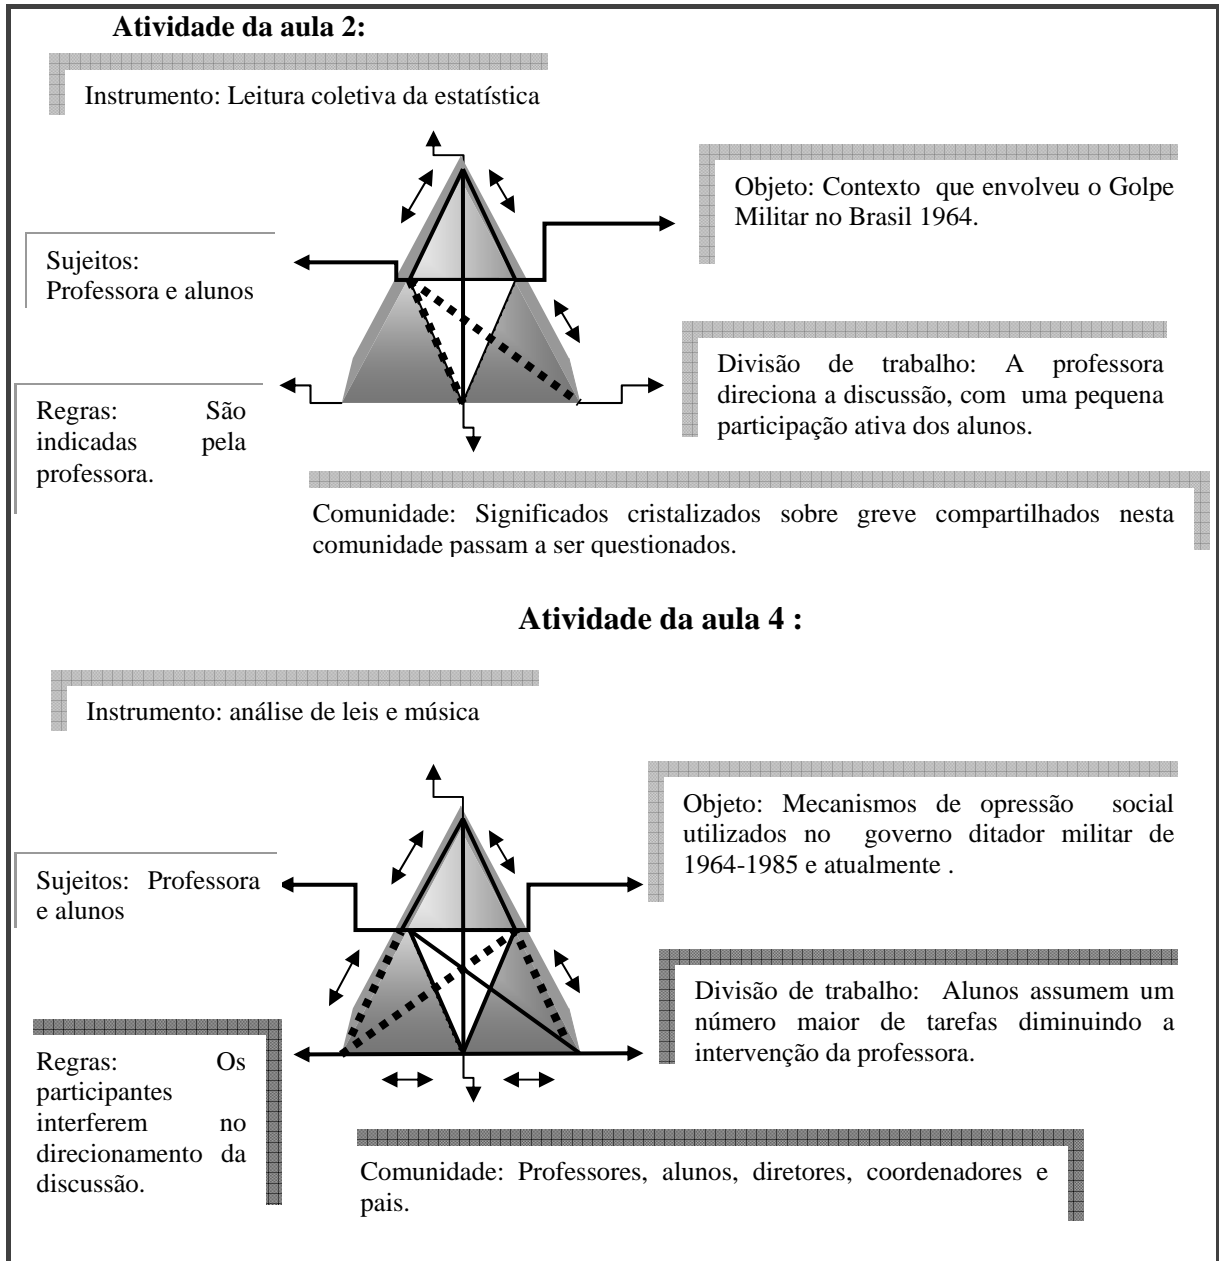 Atividade da aula 2:
Instrumento: Leitura coletiva da estatística
Objeto: Contexto que envolveu o Golpe
Militar no Brasil 1964.
Sujeitos:
Professora e alunos
Divisão de trabalho: A professora
direciona a discussão, com uma pequena
participação ativa dos alunos.
Regras: São
indicadas pela
professora.
Comunidade: Significados cristalizados sobre greve compartilhados nesta
comunidade passam a ser questionados.
Atividade da aula 4 :
Instrumento: análise de leis e música
Objeto: Mecanismos de opressão social
utilizados no governo ditador militar de
1964-1985 e atualmente .
Sujeitos: Professora
e alunos
Divisão de trabalho: Alunos assumem um
número maior de tarefas diminuindo a
intervenção da professora.
Regras: Os
participantes
interferem no
direcionamento da
discussão.
Comunidade: Professores, alunos, diretores, coordenadores e
pais.